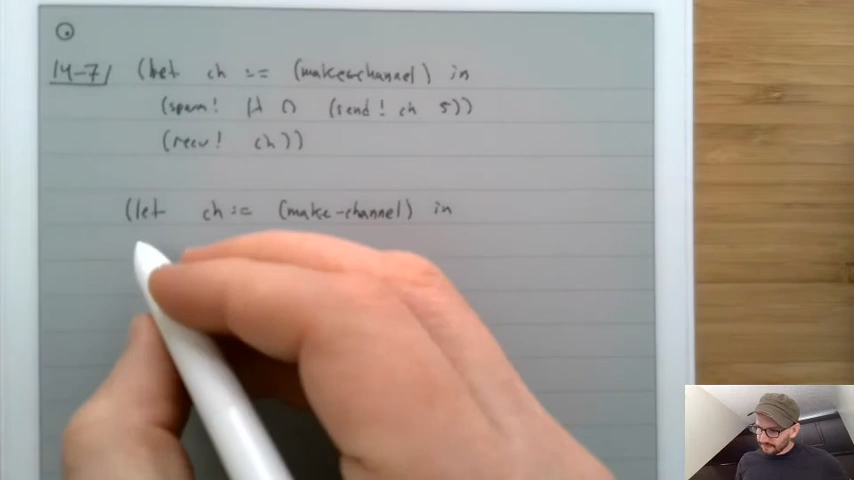 14-7/ (let ch := (make-channel) in
(spawn! (λ () (send! ch 5))
(recv! ch))
(let ch := (make-channel) in